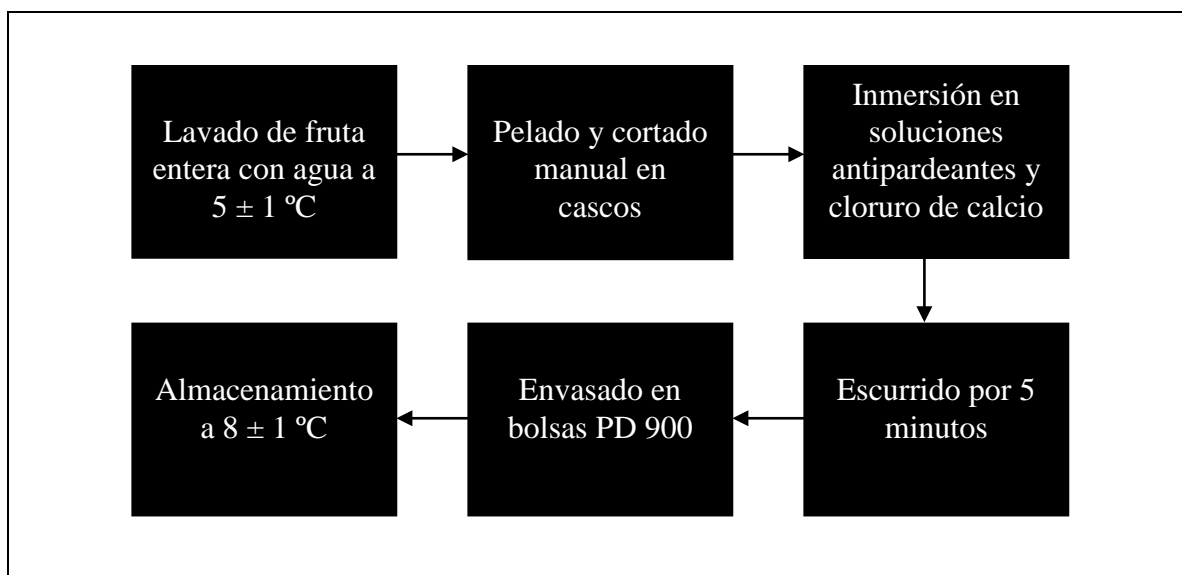 Lavado de fruta
entera con agua a
5 ± 1 ºC
Pelado y cortado
manual en
cascos
Inmersión en
soluciones
antipardeantes y
cloruro de calcio
Escurrido por 5
minutos
Envasado en
bolsas PD 900
Almacenamiento
a 8 ± 1 ºC